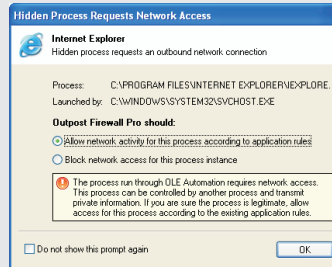 Hidden Process Requests Network Access
Internet Explorer
Hidden process requests an outbound network connection
Process: C:\PROGRAM FILES\INTERNET EXPLORER\IEXPLORE.
Launched by: C:\WINDOWS\SYSTEM32\SVCHOST.EXE
Outpost Firewall Pro should:
Allow network activity for this process according to application rules
Block network access for this process instance
The process run through OLE Automation requires network access.
This process can be controlled by another process and transmit
private information. If you are sure the process is legitimate, allow
access for this process according to the existing application rules.
Do not show this prompt again
OK